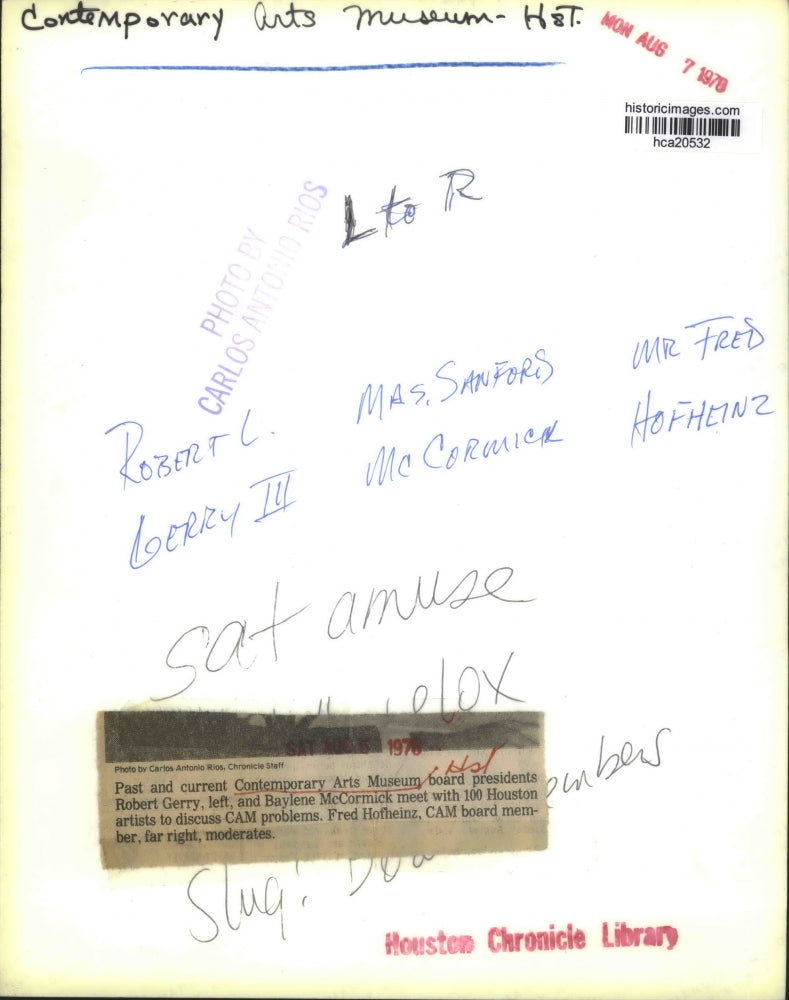 Contemporary Arts Museum - Hst.
MON AUG 7 1978
historicimages.com
hca20532
L to R
PHOTO BY
CARLOS ANTONIO RIOS
ROBERT L. GERRY III
MRS. SANFORD MCCORMICK
MR FRED HOFHEINZ
sat amuse
elox
SAT AUG 5 1978
Photo by Carlos Antonio Rios, Chronicle Staff
Hst
Past and current Contemporary Arts Museum board presidents
Robert Gerry, left, and Baylene McCormick meet with 100 Houston
artists to discuss CAM problems. Fred Hofheinz, CAM board mem-
ber, far right, moderates.
Slug:
Houston Chronicle Library